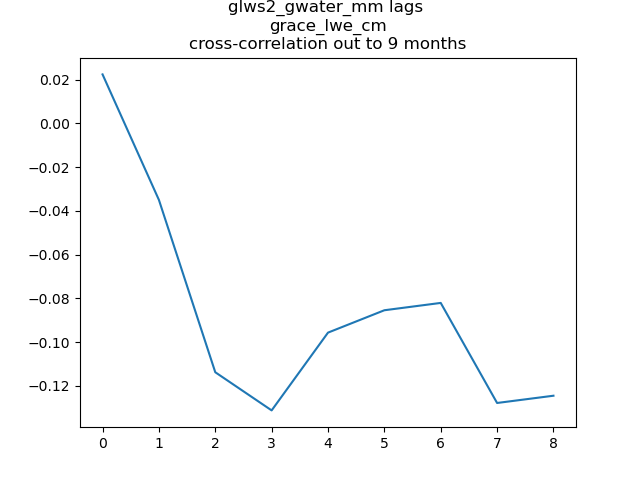 glws2_gwater_mm lags
grace_lwe_cm
cross-correlation out to 9 months
0.02
0.00
−0.02
−0.04
−0.06
−0.08
−0.10
−0.12
0 1 2 3 4 5 6 7 8